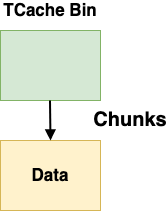 TCache Bin
Chunks
Data